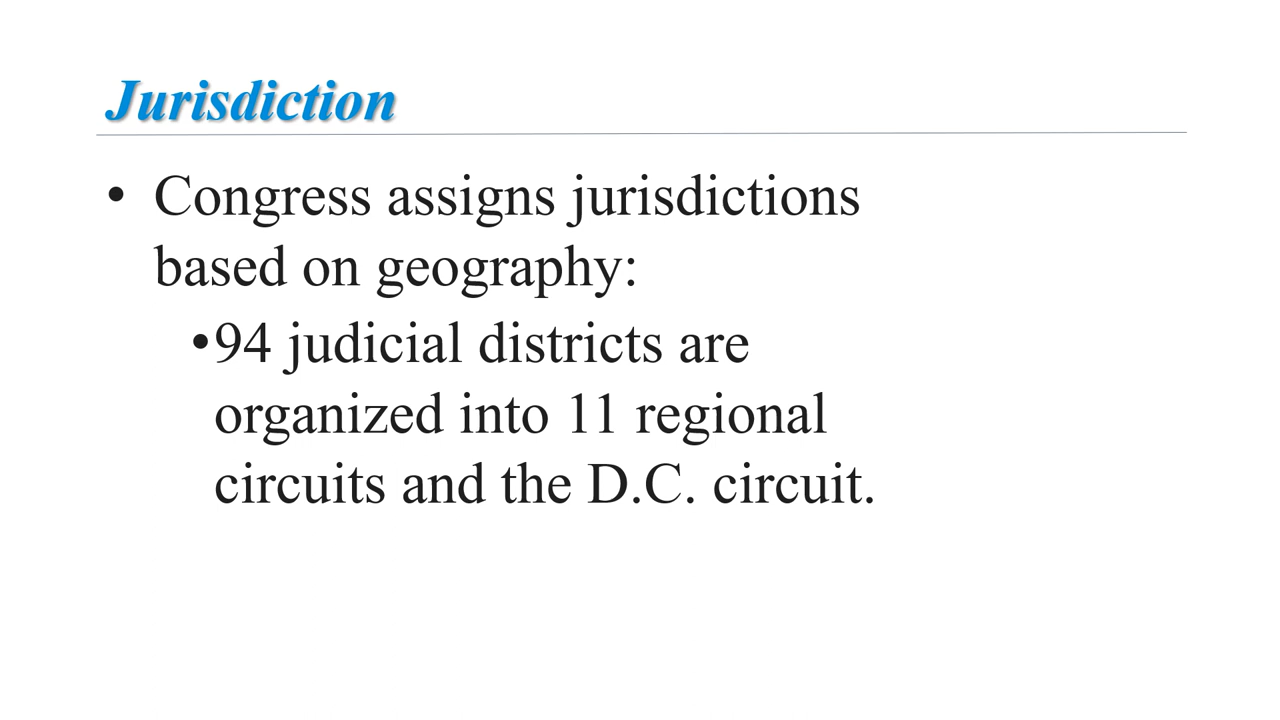 Jurisdiction
• Congress assigns jurisdictions
based on geography:
•94 judicial districts are
organized into 11 regional
circuits and the D.C. circuit.